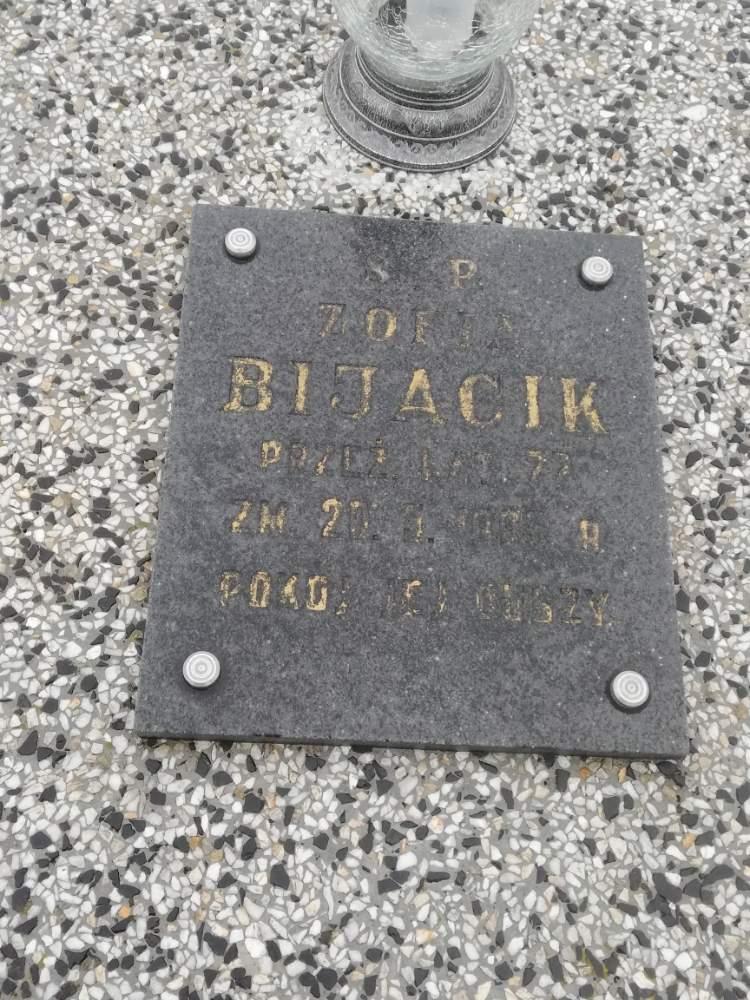 Ś P.
ZOFIA
BIJACIK
PRZEŻ. LAT
ZM. 20. R.
POKÓJ JEJ DUSZY.